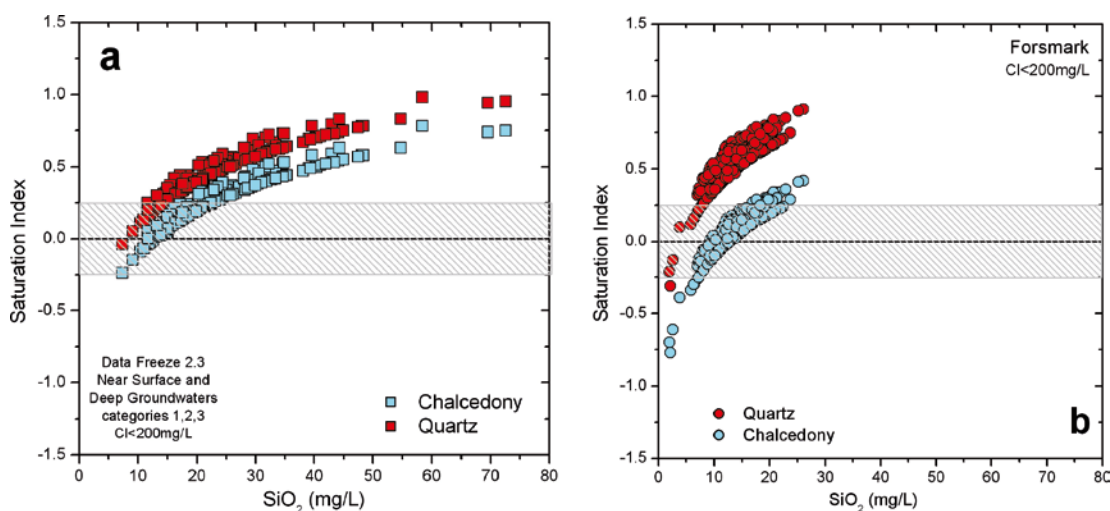 a
1.5
1.0
0.5
0.0
-0.5
-1.0
-1.5
Saturation Index
Data Freeze 2.3
Near Surface and
Deep Groundwaters
categories 1,2,3
Cl<200mg/L
Chalcedony
Quartz
0 10 20 30 40 50 60 70 80
SiO₂ (mg/L)
1.5
1.0
0.5
0.0
-0.5
-1.0
-1.5
Saturation Index
Forsmark
Cl<200mg/L
Quartz
Chalcedony
b
0 10 20 30 40 50 60 70 80
SiO₂ (mg/L)